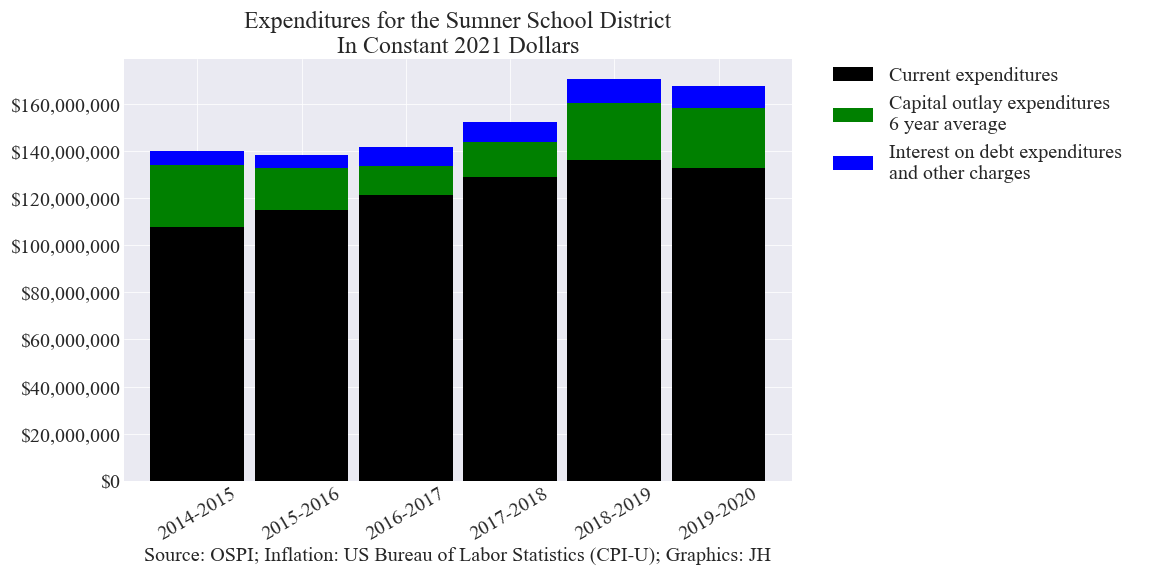 Expenditures for the Sumner School District
In Constant 2021 Dollars
Current expenditures
Capital outlay expenditures
6 year average
Interest on debt expenditures
and other charges
$160,000,000
$140,000,000
$120,000,000
$100,000,000
$80,000,000
$60,000,000
$40,000,000
$20,000,000
$0
2014-2015
2015-2016
2016-2017
2017-2018
2018-2019
2019-2020
Source: OSPI; Inflation: US Bureau of Labor Statistics (CPI-U); Graphics: JH